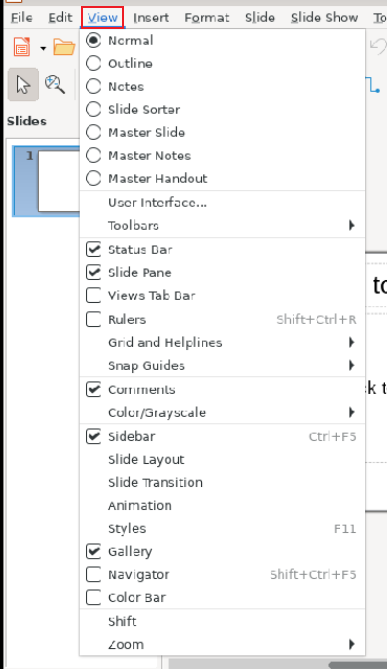 File Edit View Insert Format Slide Slide Show To
Normal
Outline
Notes
Slides
Slide Sorter
Master Slide
1 Master Notes
Master Handout
User Interface...
Toolbars
Status Bar
Slide Pane
to
Views Tab Bar
Rulers Shift+Ctrl+R
Grid and Helplines
Snap Guides
Comments
k t
Color/Grayscale
Sidebar Ctrl+F5
Slide Layout
Slide Transition
Animation
Styles F11
Gallery
Navigator Shift+Ctrl+F5
Color Bar
Shift
Zoom